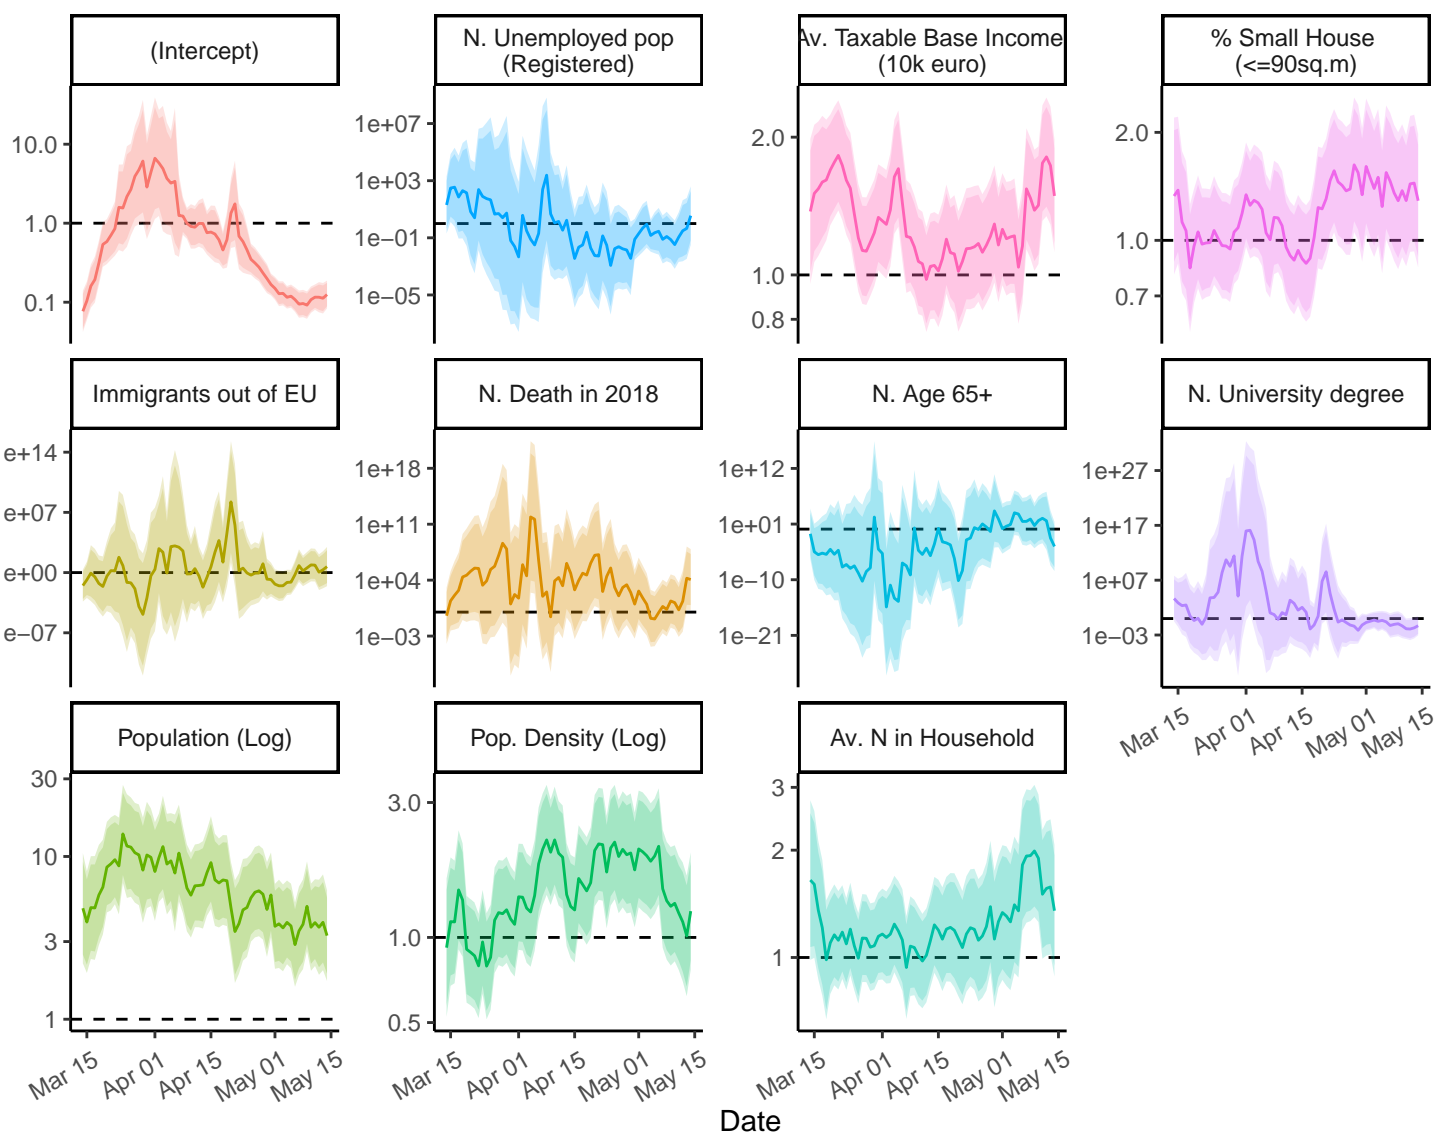 (Intercept)
N. Unemployed pop
(Registered)
Av. Taxable Base Income
(10k euro)
% Small House
(<=90sq.m)
10.0
1.0
0.1
1e+07
1e+03
1e−01
1e−05
2.0
1.0
0.8
2.0
1.0
0.7
Immigrants out of EU
N. Death in 2018
N. Age 65+
N. University degree
e+14
e+07
e+00
e−07
1e+18
1e+11
1e+04
1e−03
1e+12
1e+01
1e−10
1e−21
1e+27
1e+17
1e+07
1e−03
Mar 15
Apr 01
Apr 15
May 01
May 15
Population (Log)
Pop. Density (Log)
Av. N in Household
30
10
3
1
3.0
1.0
0.5
3
2
1
Mar 15
Apr 01
Apr 15
May 01
May 15
Mar 15
Apr 01
Apr 15
May 01
May 15
Mar 15
Apr 01
Apr 15
May 01
May 15
Date